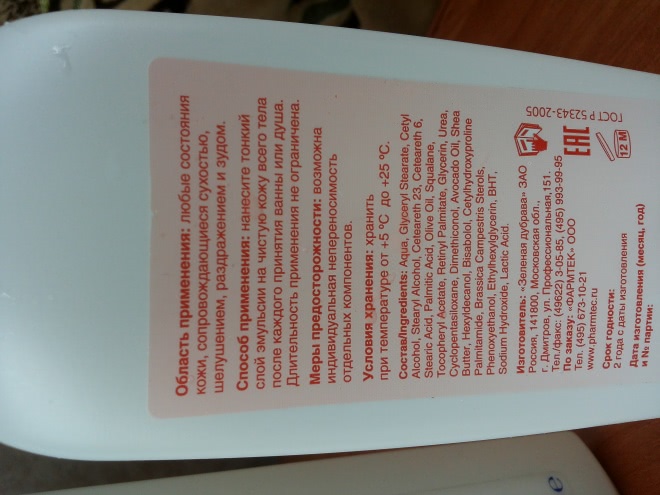 Область применения: любые состояния
кожи, сопровождающиеся сухостью,
шелушением, раздражением и зудом.
Способ применения: нанесите тонкий
слой эмульсии на чистую кожу всего тела
после каждого принятия ванны или душа.
Длительность применения не ограничена.
Меры предосторожности: возможна
индивидуальная непереносимость
отдельных компонентов.
Условия хранения: хранить
при температуре от +5 °C до +25 °C.
Состав/Ingredients: Aqua, Glyceryl Stearate, Cetyl
Alcohol, Stearyl Alcohol, Ceteareth 23, Ceteareth 6,
Stearic Acid, Palmitic Acid, Olive Oil, Squalane,
Tocopheryl Acetate, Retinyl Palmitate, Glycerin, Urea,
Cyclopentasiloxane, Dimethiconol, Avocado Oil, Shea
Butter, Hexyldecanol, Bisabolol, Cetylhydroxyproline
Palmitamide, Brassica Campestris Sterols,
Phenoxyethanol, Ethylhexylglycerin, BHT,
Sodium Hydroxide, Lactic Acid.
Изготовитель: «Зеленая дубрава» ЗАО
Россия, 141800, Московская обл.,
г. Дмитров, ул. Профессиональная,151.
Тел./факс: (49622) 3-05-85, (495) 993-99-95
По заказу: «ФАРМТЕК» ООО
Тел. (495) 673-10-21
www.pharmtec.ru
Срок годности:
2 года с даты изготовления
Дата изготовления (месяц, год)
и № партии:
ГОСТ Р 52343-2005
EAC
12 M
e